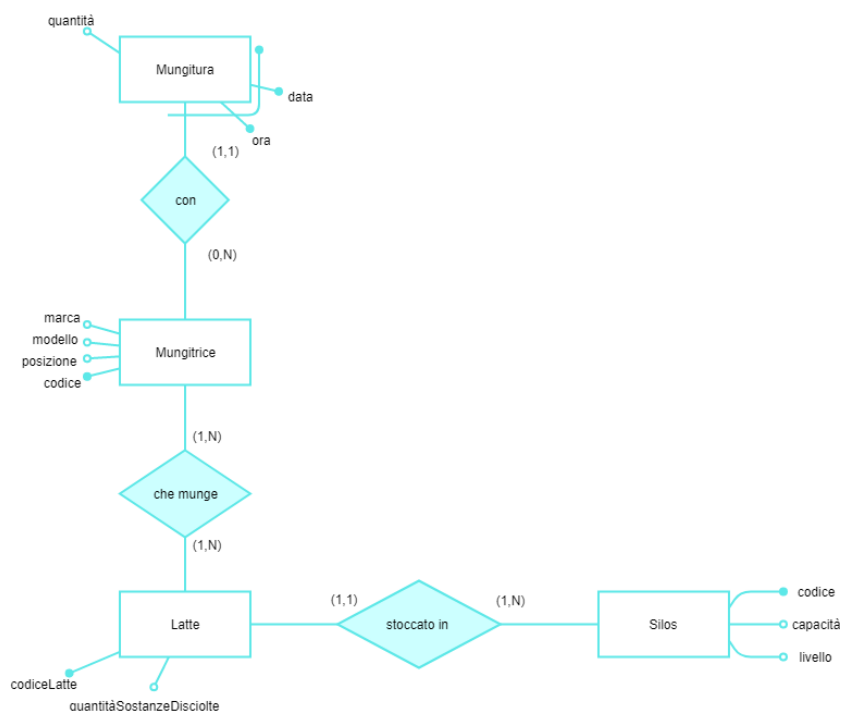 quantità
Mungitura
data
ora
(1,1)
con
(0,N)
marca
modello
posizione
codice
Mungitrice
(1,N)
che munge
(1,N)
Latte
(1,1)
stoccato in
(1,N)
Silos
codice
capacità
livello
codiceLatte
quantitàSostanzeDisciolte